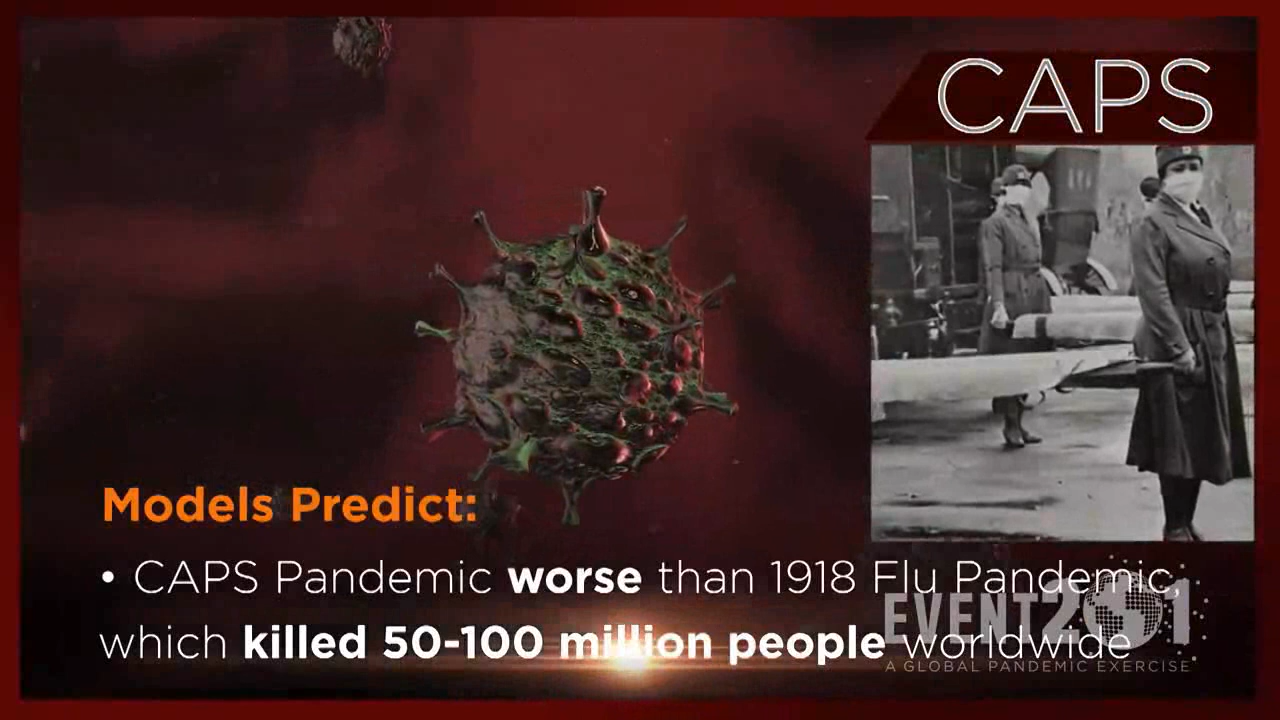 CAPS
Models Predict:
• CAPS Pandemic worse than 1918 Flu Pandemic,
which killed 50-100 million people worldwide
EVENT201
A GLOBAL PANDEMIC EXERCISE